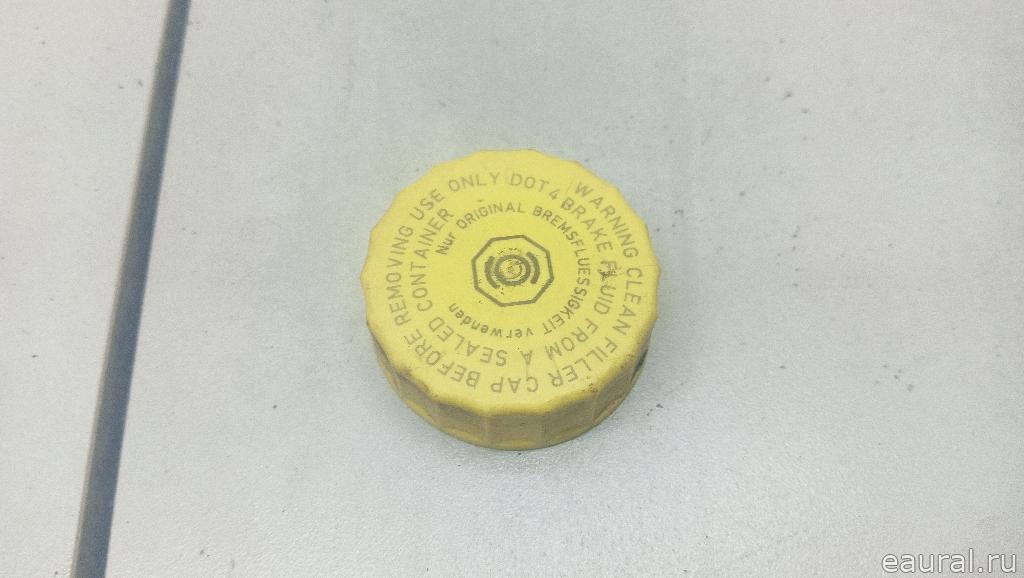 WARNING CLEAN FILLER CAP BEFORE REMOVING
USE ONLY DOT 4 BRAKE FLUID FROM A SEALED CONTAINER
Nur ORIGINAL BREMSFLUESSIGKEIT verwenden
eaural.ru